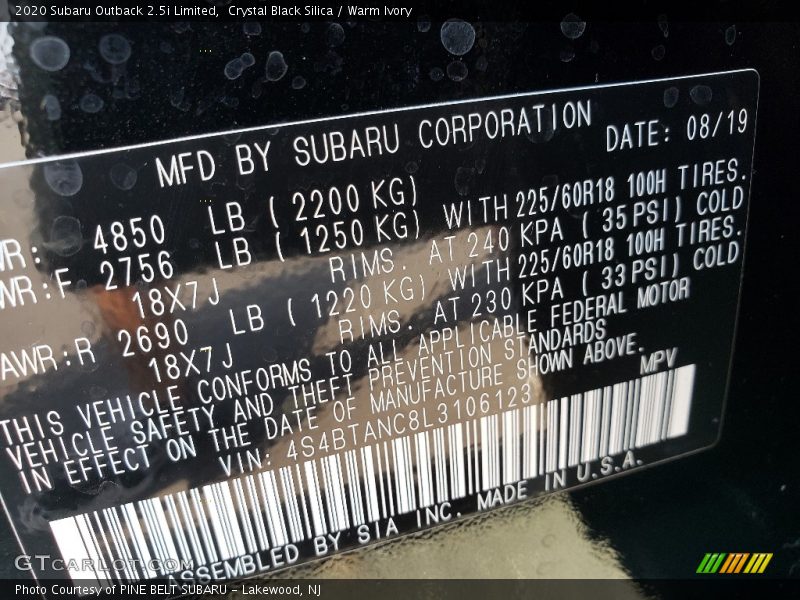 2020 Subaru Outback 2.5i Limited,  Crystal Black Silica / Warm Ivory
MFD BY SUBARU CORPORATION DATE: 08/19
WR: 4850 LB ( 2200 KG)
WR:F 2756 LB ( 1250 KG) WITH 225/60R18 100H TIRES.
18X7J RIMS. AT 240 KPA ( 35 PSI) COLD
AWR:R 2690 LB ( 1220 KG) WITH 225/60R18 100H TIRES.
18X7J RIMS. AT 230 KPA ( 33 PSI) COLD
THIS VEHICLE CONFORMS TO ALL APPLICABLE FEDERAL MOTOR
VEHICLE SAFETY AND THEFT PREVENTION STANDARDS
IN EFFECT ON THE DATE OF MANUFACTURE SHOWN ABOVE.
VIN: 4S4BTANC8L3106123 MPV
ASSEMBLED BY SIA INC. MADE IN U.S.A.
GTcarlot.com
Photo Courtesy of PINE BELT SUBARU - Lakewood, NJ